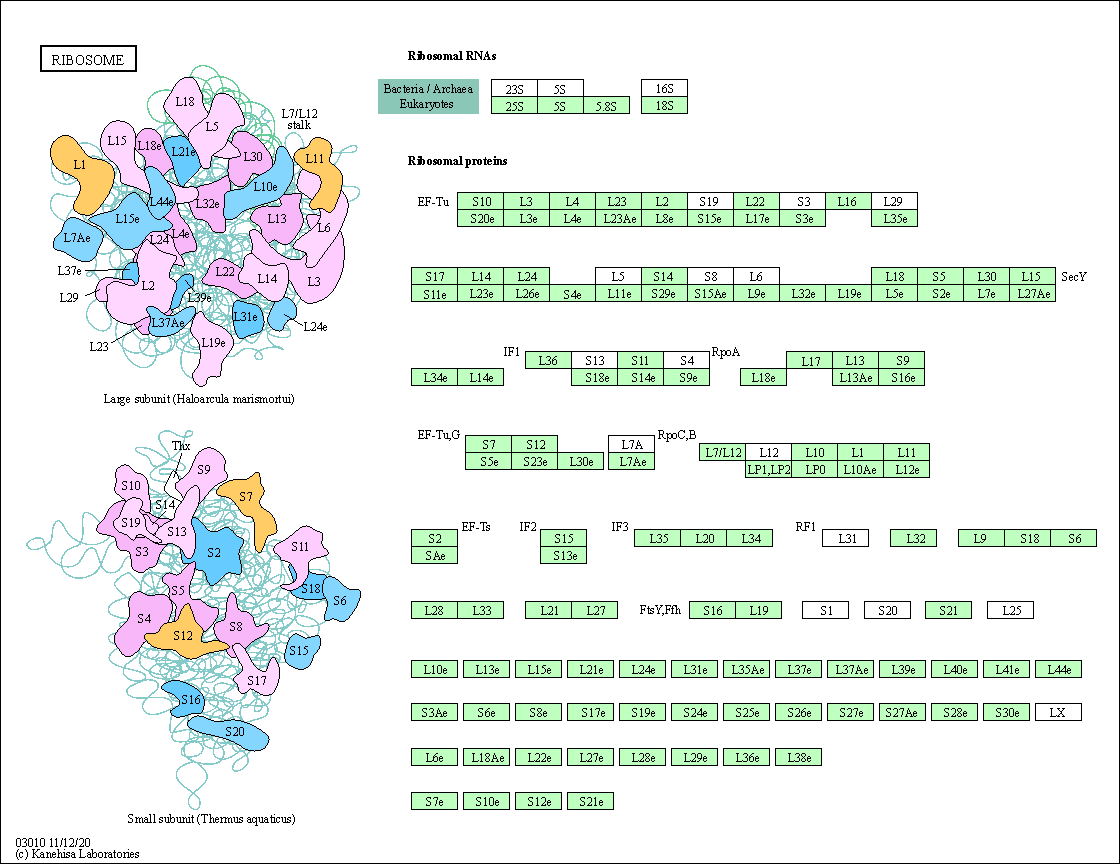 RIBOSOME
L18
L5
L7/L12
stalk
L15
L18e
L21e
L30
L11
L1
L10e
L44e
L32e
L15e
L13
L6
L7Ae
L24
L4e
L37e
L22
L14
L3
L29
L2
L39e
L37Ae
L31e
L24e
L23
L19e
Large subunit (Haloarcula marismortui)
Thx
S9
S10
S7
S14
S19
S13
S3
S2
S11
S5
S18
S6
S4
S12
S8
S15
S17
S16
S20
Small subunit (Thermus aquaticus)
03010 11/12/20
(c) Kanehisa Laboratories
Ribosomal RNAs
Bacteria / Archaea 23S 5S 16S
Eukaryotes 25S 5S 5.8S 18S
Ribosomal proteins
EF-Tu S10 L3 L4 L23 L2 S19 L22 S3 L16 L29
S20e L3e L4e L23Ae L8e S15e L17e S3e L35e
S17 L14 L24 L5 S14 S8 L6 L18 S5 L30 L15 SecY
S11e L23e L26e S4e L11e S29e S15Ae L9e L32e L19e L5e S2e L7e L27Ae
IF1 L36 S13 S11 S4 RpoA L17 L13 S9
L34e L14e S18e S14e S9e L18e L13Ae S16e
EF-Tu,G S7 S12 L7A RpoC,B L7/L12 L12 L10 L1 L11
S5e S23e L30e L7Ae LP1,LP2 LP0 L10Ae L12e
S2 EF-Ts IF2 S15 IF3 L35 L20 L34 RF1 L31 L32 L9 S18 S6
SAe S13e
L28 L33 L21 L27 FtsY,Ffh S16 L19 S1 S20 S21 L25
L10e L13e L15e L21e L24e L31e L35Ae L37e L37Ae L39e L40e L41e L44e
S3Ae S6e S8e S17e S19e S24e S25e S26e S27e S27Ae S28e S30e LX
L6e L18Ae L22e L27e L28e L29e L36e L38e
S7e S10e S12e S21e